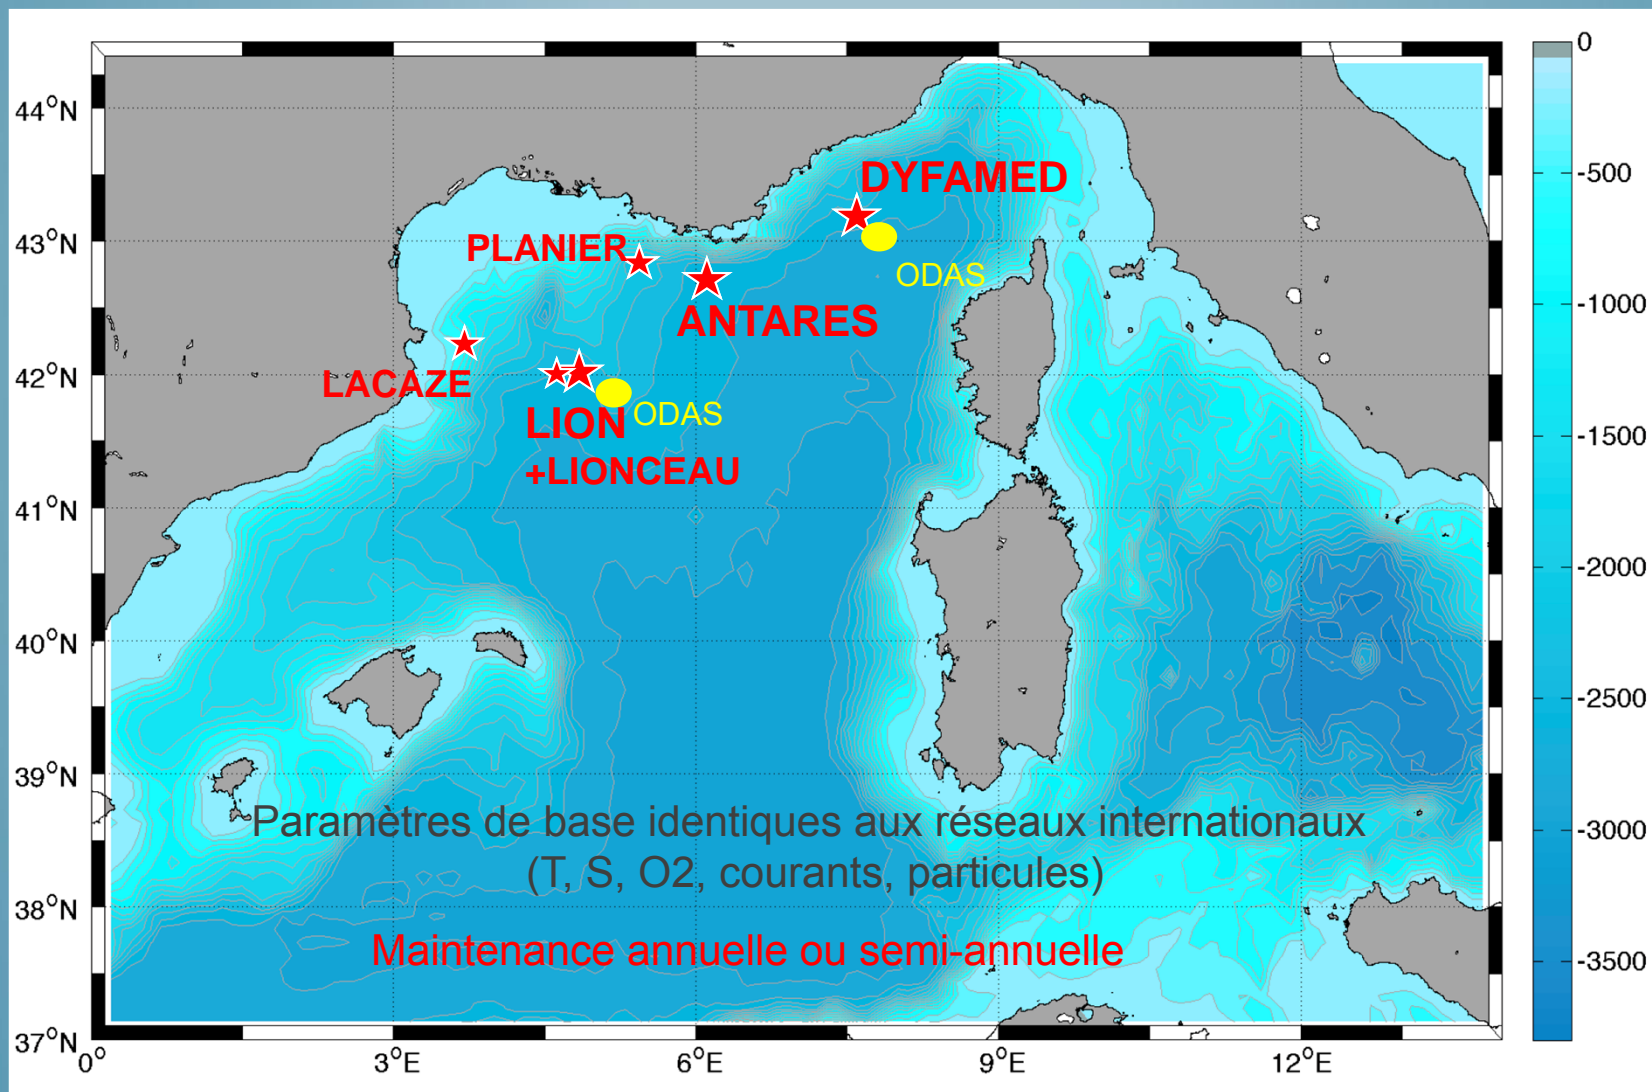 44°N
43°N
42°N
41°N
40°N
39°N
38°N
37°N
0°
3°E
6°E
9°E
12°E
0
-500
-1000
-1500
-2000
-2500
-3000
-3500
DYFAMED
ODAS
PLANIER
ANTARES
LACAZE
LION
+LIONCEAU
ODAS
Paramètres de base identiques aux réseaux internationaux
(T, S, O2, courants, particules)
Maintenance annuelle ou semi-annuelle